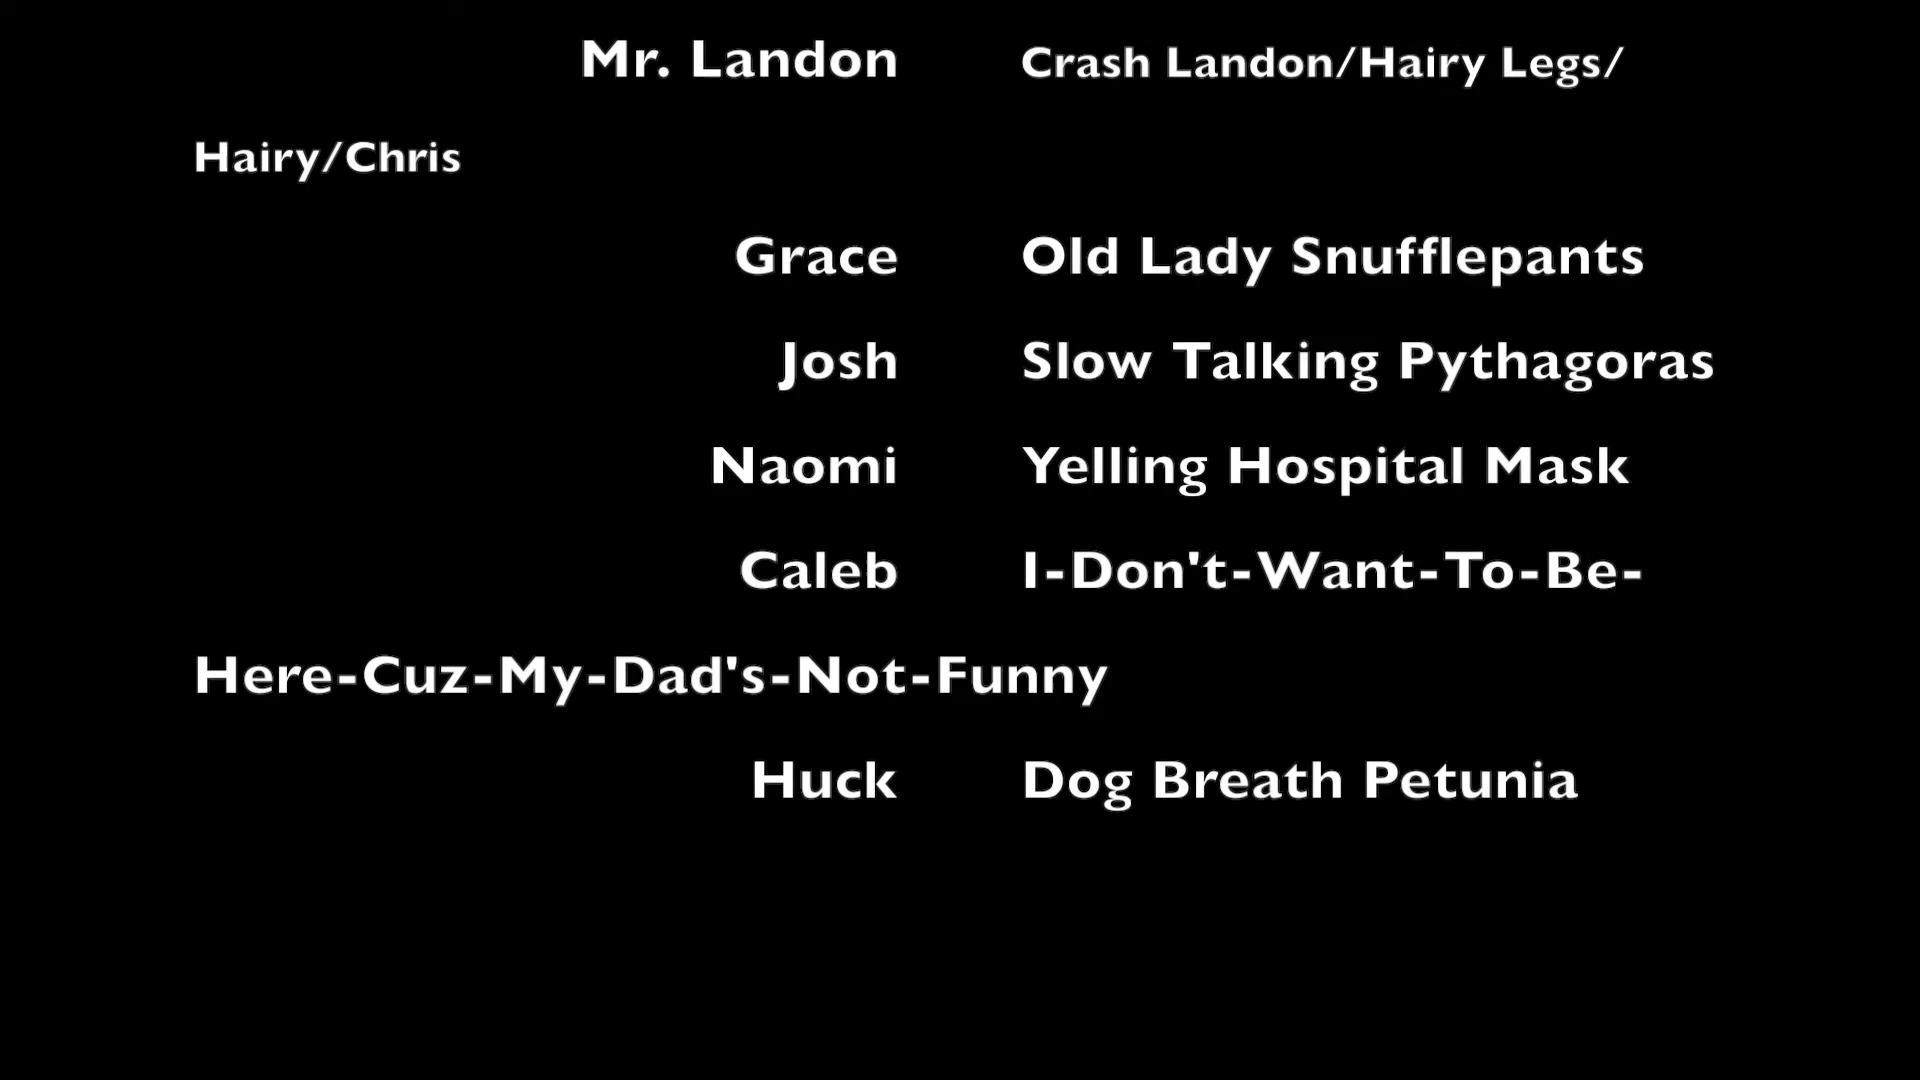 Mr. Landon Crash Landon/Hairy Legs/
Hairy/Chris
Grace Old Lady Snufflepants
Josh Slow Talking Pythagoras
Naomi Yelling Hospital Mask
Caleb I-Don't-Want-To-Be-
Here-Cuz-My-Dad's-Not-Funny
Huck Dog Breath Petunia